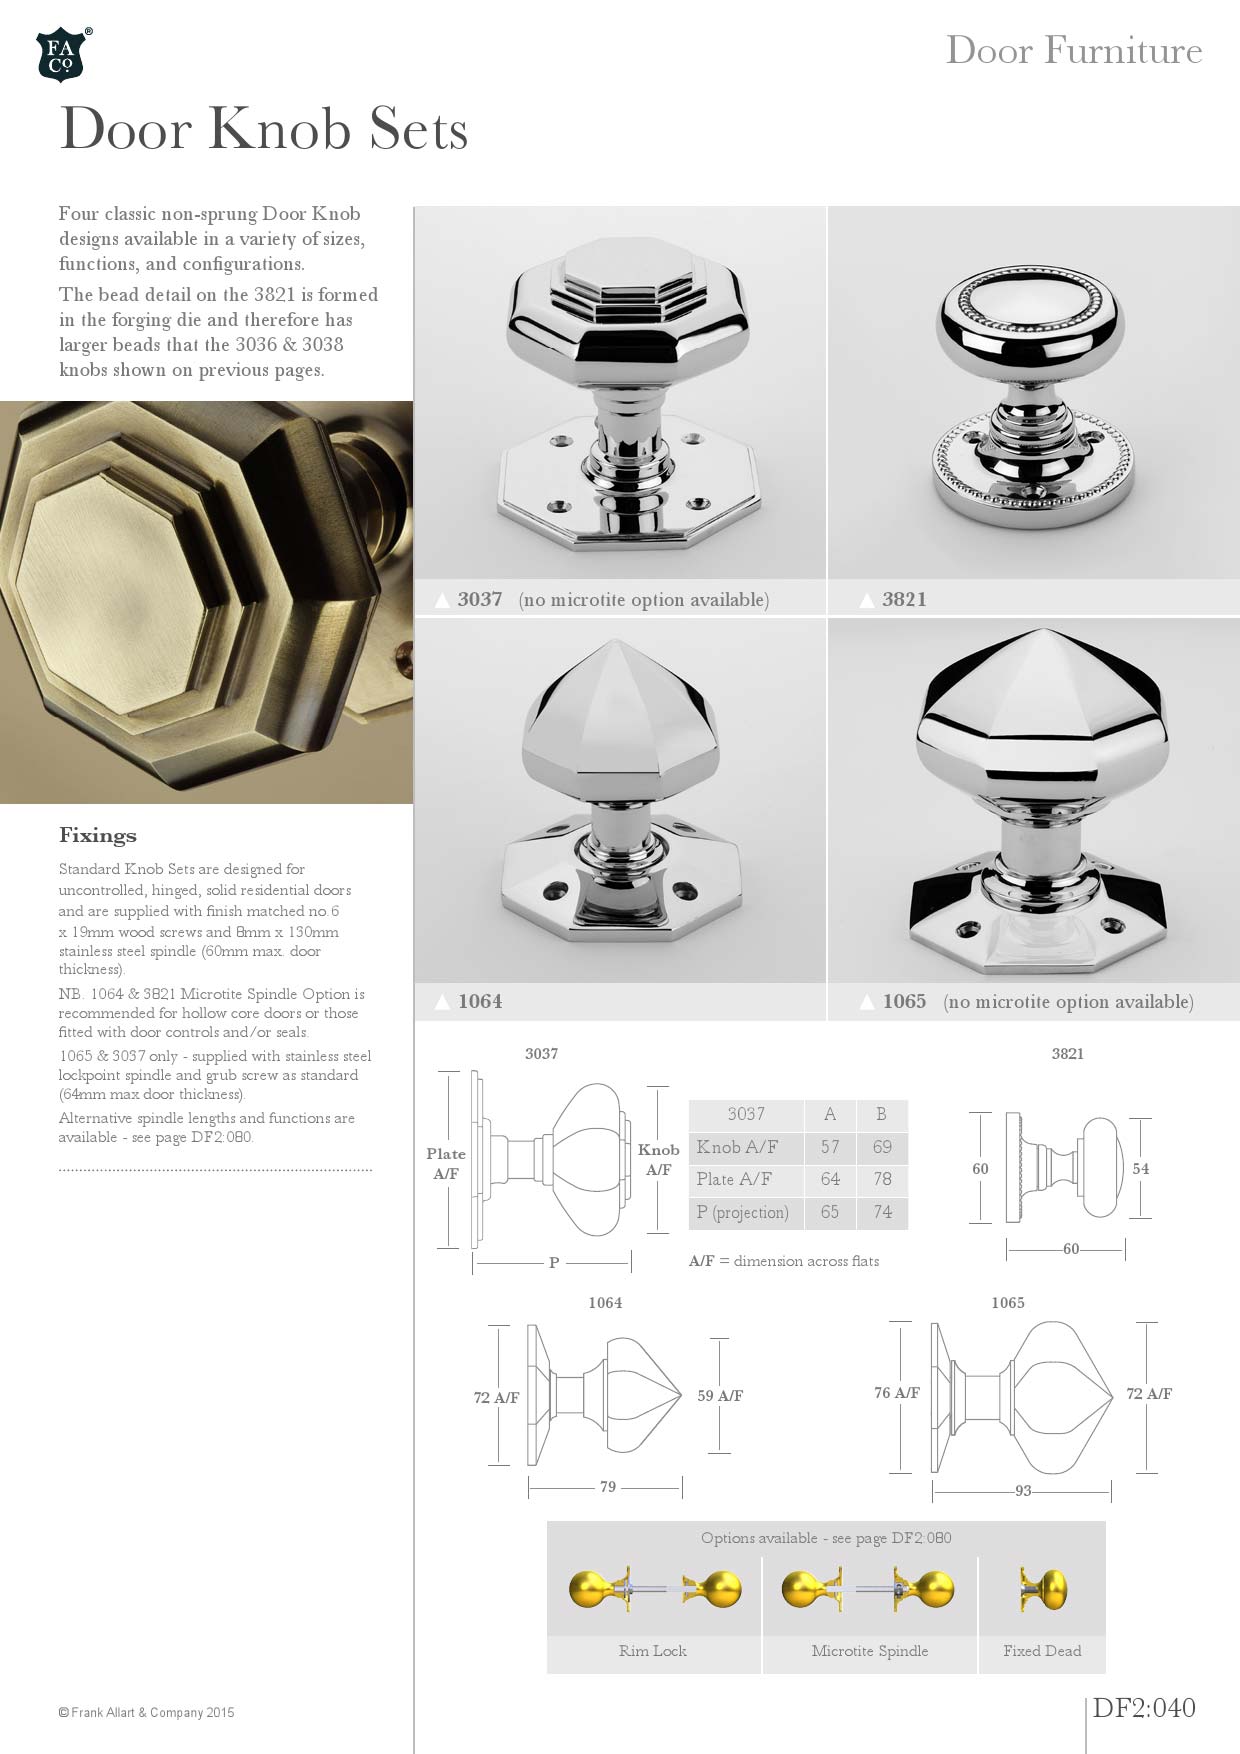 FA
Co.
®
Door Furniture
Door Knob Sets
Four classic non-sprung Door Knob
designs available in a variety of sizes,
functions, and configurations.
The bead detail on the 3821 is formed
in the forging die and therefore has
larger beads that the 3036 & 3038
knobs shown on previous pages.
3037 (no microtite option available)
3821
1064
1065 (no microtite option available)
Fixings
Standard Knob Sets are designed for
uncontrolled, hinged, solid residential doors
and are supplied with finish matched no.6
x 19mm wood screws and 8mm x 130mm
stainless steel spindle (60mm max. door
thickness).
NB. 1064 & 3821 Microtite Spindle Option is
recommended for hollow core doors or those
fitted with door controls and/or seals.
1065 & 3037 only - supplied with stainless steel
lockpoint spindle and grub screw as standard
(64mm max door thickness).
Alternative spindle lengths and functions are
available - see page DF2:080.
3037
Plate
A/F
Knob
A/F
P
3037 A B
Knob A/F 57 69
Plate A/F 64 78
P (projection) 65 74
A/F = dimension across flats
3821
60
54
60
1064
72 A/F
59 A/F
79
1065
76 A/F
72 A/F
93
Options available - see page DF2:080
Rim Lock
Microtite Spindle
Fixed Dead
© Frank Allart & Company 2015
DF2:040